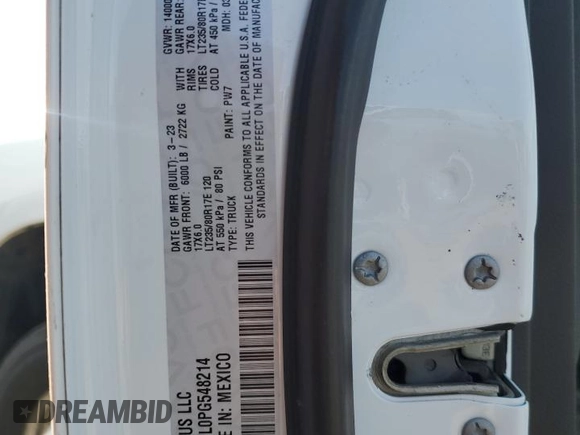 US LLC
L0PG548214
E IN: MEXICO
DATE OF MFR (BUILT): 3-23
GAWR FRONT: 6000 LB / 2722 KG
17X6.0
LT235/80R17E 120
AT 550 kPa / 80 PSI
TYPE: TRUCK
WITH
RIMS
TIRES
COLD
PAINT: PW7
GVWR: 1400
GAWR REAR:
17X6.0
LT235/80R17
AT 450 kPa /
MDH: 03
THIS VEHICLE CONFORMS TO ALL APPLICABLE U.S.A. FEDE
STANDARDS IN EFFECT ON THE DATE OF MANUFAC
DREAMBID